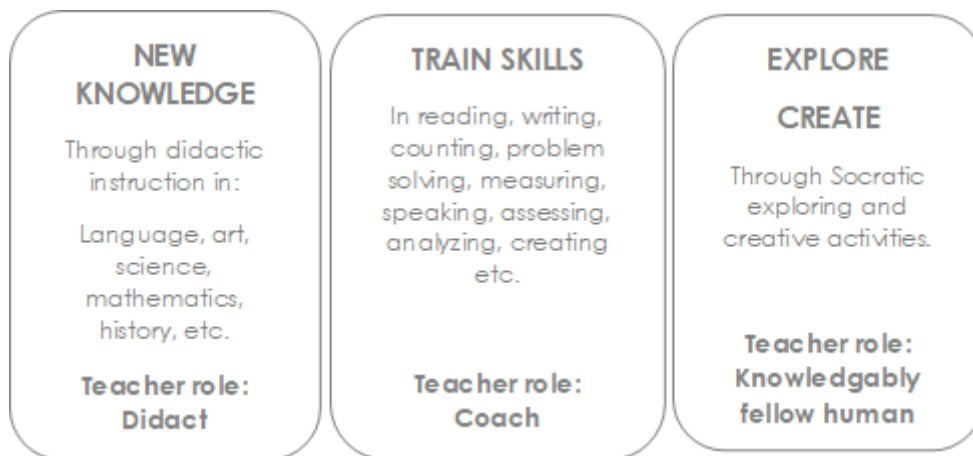 NEW
KNOWLEDGE
Through didactic
instruction in:
Language, art,
science,
mathematics,
history, etc.
Teacher role:
Didact
TRAIN SKILLS
In reading, writing,
counting, problem
solving, measuring,
speaking, assessing,
analyzing, creating
etc.
Teacher role:
Coach
EXPLORE
CREATE
Through Socratic
exploring and
creative activities.
Teacher role:
Knowledgably
fellow human